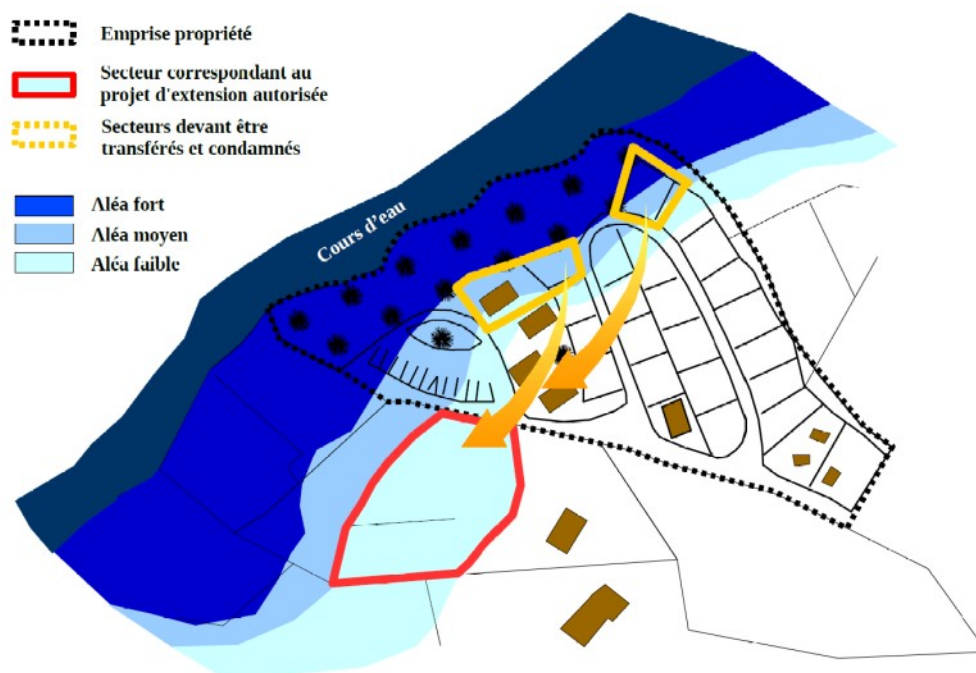 Emprise propriété
Secteur correspondant au
projet d'extension autorisée
Secteurs devant être
transférés et condamnés
Aléa fort
Aléa moyen
Aléa faible
Cours d'eau